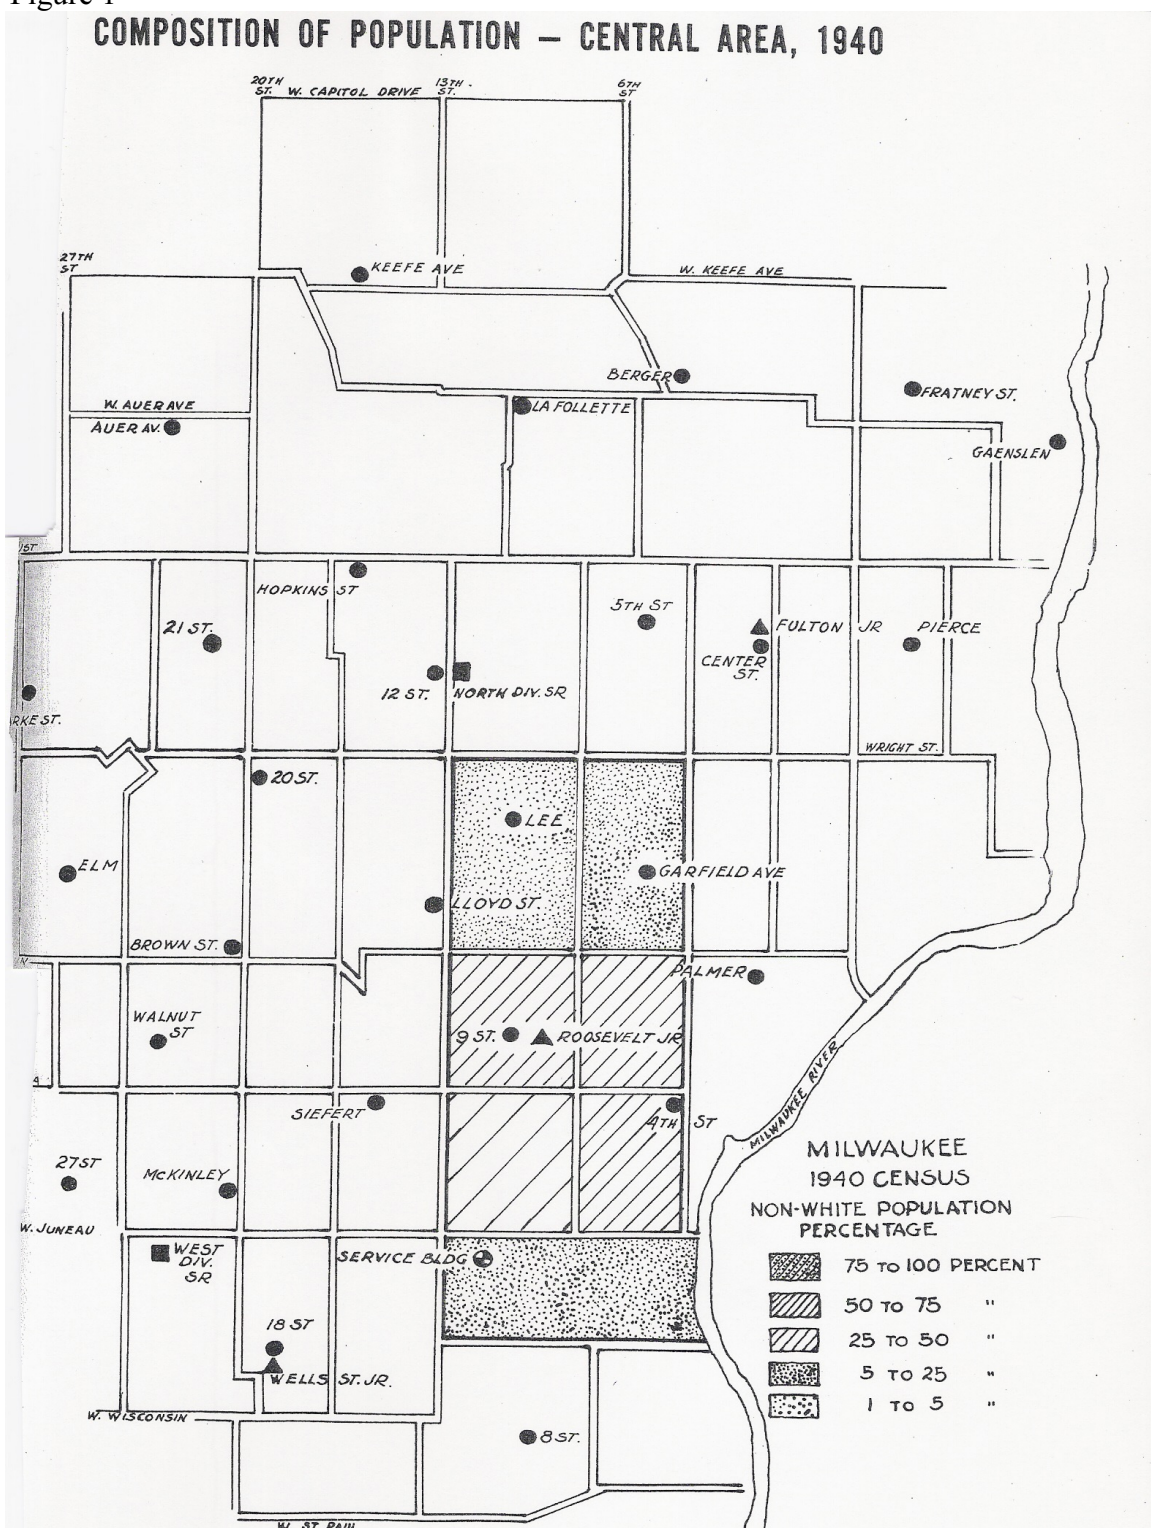 Figure 1
COMPOSITION OF POPULATION – CENTRAL AREA, 1940
20TH ST.
W. CAPITOL DRIVE
13TH ST.
6TH ST
27TH ST
KEEFE AVE
W. KEEFE AVE
BERGER
FRATNEY ST.
W. AUER AVE
LA FOLLETTE
AUER AV.
GAENSLEN
HOPKINS ST
5TH ST
21 ST.
FULTON JR
PIERCE
CENTER ST.
12 ST.
NORTH DIV. SR
RKE ST.
WRIGHT ST.
20 ST.
LEE
ELM
GARFIELD AVE
LLOYD ST.
BROWN ST.
PALMER
WALNUT ST
9 ST.
ROOSEVELT JR
MILWAUKEE RIVER
SIEFERT
4TH ST
27 ST
MCKINLEY
W. JUNEAU
WEST DIV. SR
SERVICE BLDG
18 ST
WELLS ST. JR.
W. WISCONSIN
8 ST.
MILWAUKEE
1940 CENSUS
NON-WHITE POPULATION
PERCENTAGE
75 TO 100 PERCENT
50 TO 75 "
25 TO 50 "
5 TO 25 "
1 TO 5 "